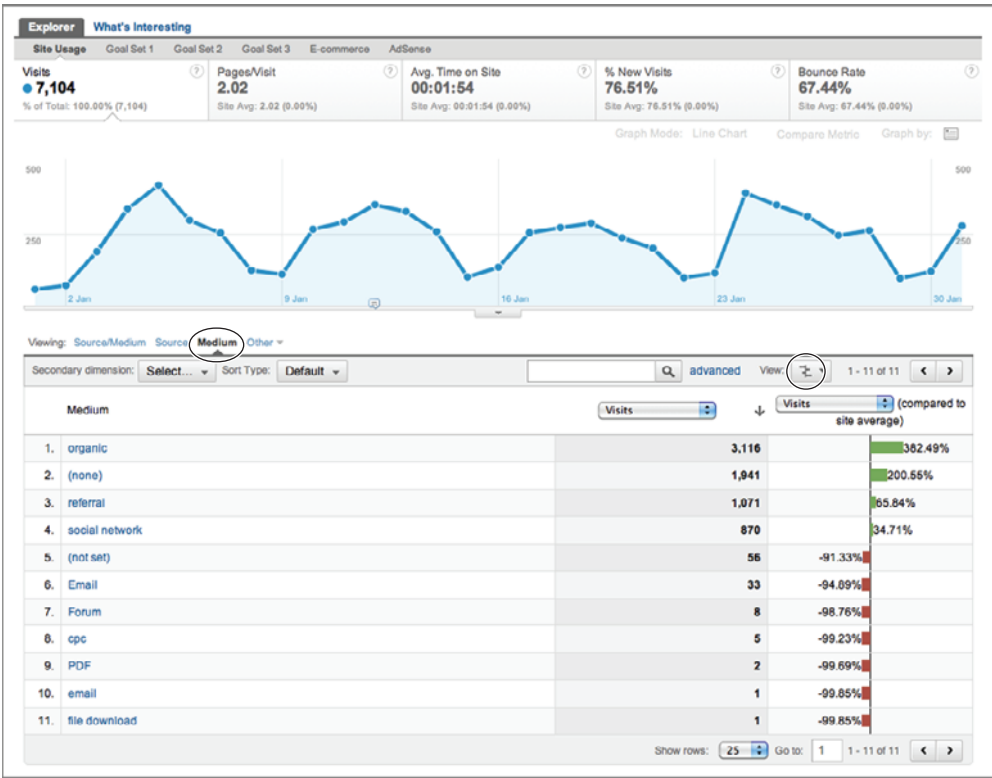 Explorer What's Interesting
Site Usage Goal Set 1 Goal Set 2 Goal Set 3 E-commerce AdSense
Visits ? Pages/Visit ? Avg. Time on Site ? % New Visits ? Bounce Rate ?
7,104 2.02 00:01:54 76.51% 67.44%
% of Total: 100.00% (7,104) Site Avg: 2.02 (0.00%) Site Avg: 00:01:54 (0.00%) Site Avg: 76.51% (0.00%) Site Avg: 67.44% (0.00%)
Graph Mode: Line Chart Compare Metric Graph by:
500 500
250 250
2 Jan 9 Jan 16 Jan 23 Jan 30 Jan
Viewing: Source/Medium Source Medium Other
Secondary dimension: Select... Sort Type: Default advanced View: 1 - 11 of 11
Medium Visits Visits (compared to
site average)
1. organic 3,116 382.49%
2. (none) 1,941 200.55%
3. referral 1,071 65.84%
4. social network 870 34.71%
5. (not set) 56 -91.33%
6. Email 33 -94.89%
7. Forum 8 -98.76%
8. cpc 5 -99.23%
9. PDF 2 -99.69%
10. email 1 -99.85%
11. file download 1 -99.85%
Show rows: 25 Go to: 1 1 - 11 of 11